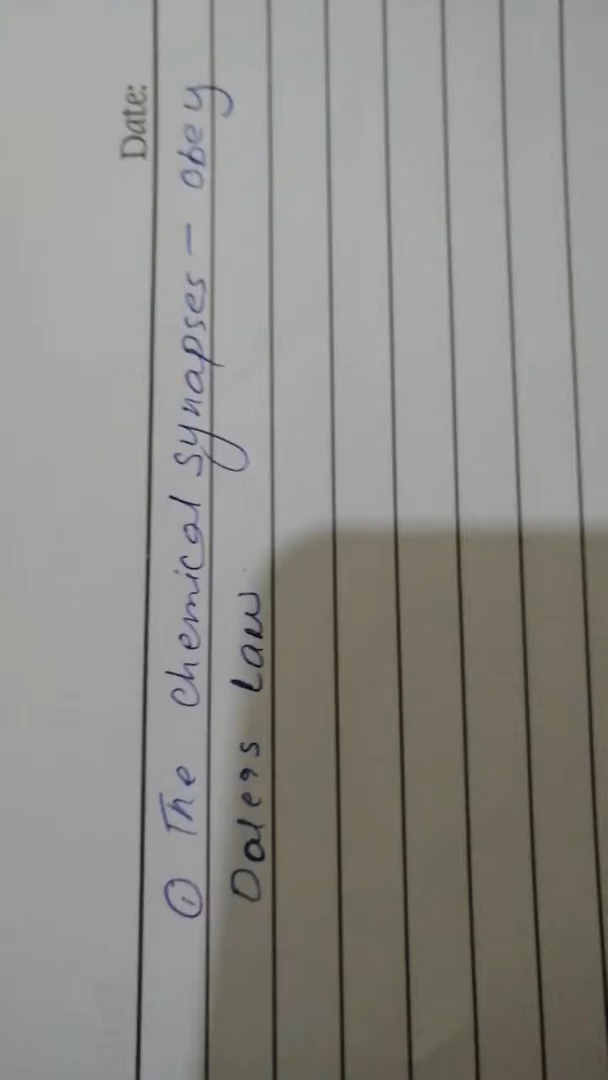 Date:
① The chemical synapses - obey
Dale's Law